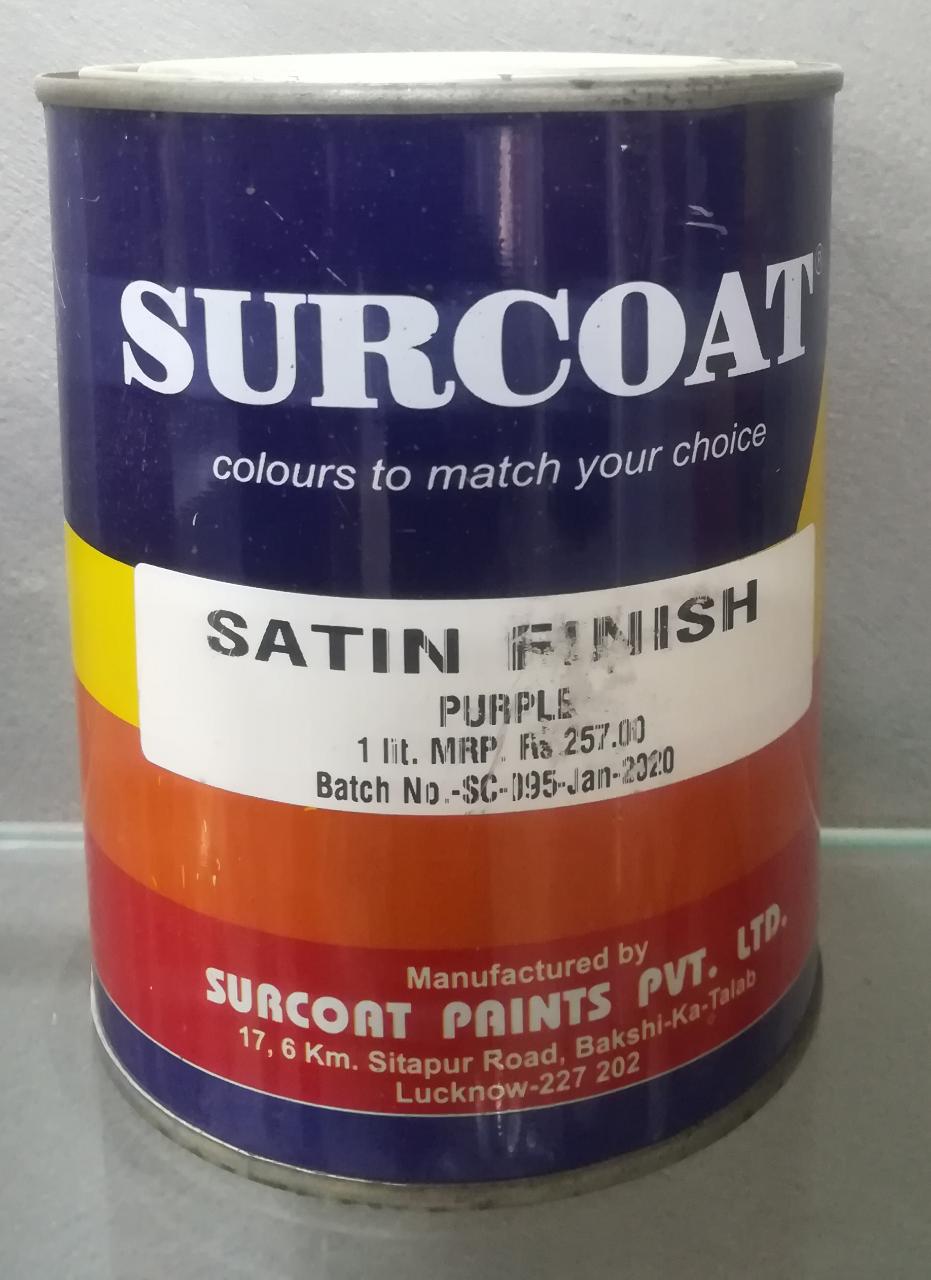 SURCOAT®
colours to match your choice
SATIN FINISH
PURPLE
1 lit. MRP. Rs 257.00
Batch No.-SC-095-Jan-2020
Manufactured by
SURCOAT PAINTS PVT. LTD.
17, 6 Km. Sitapur Road, Bakshi-Ka-Talab
Lucknow-227 202